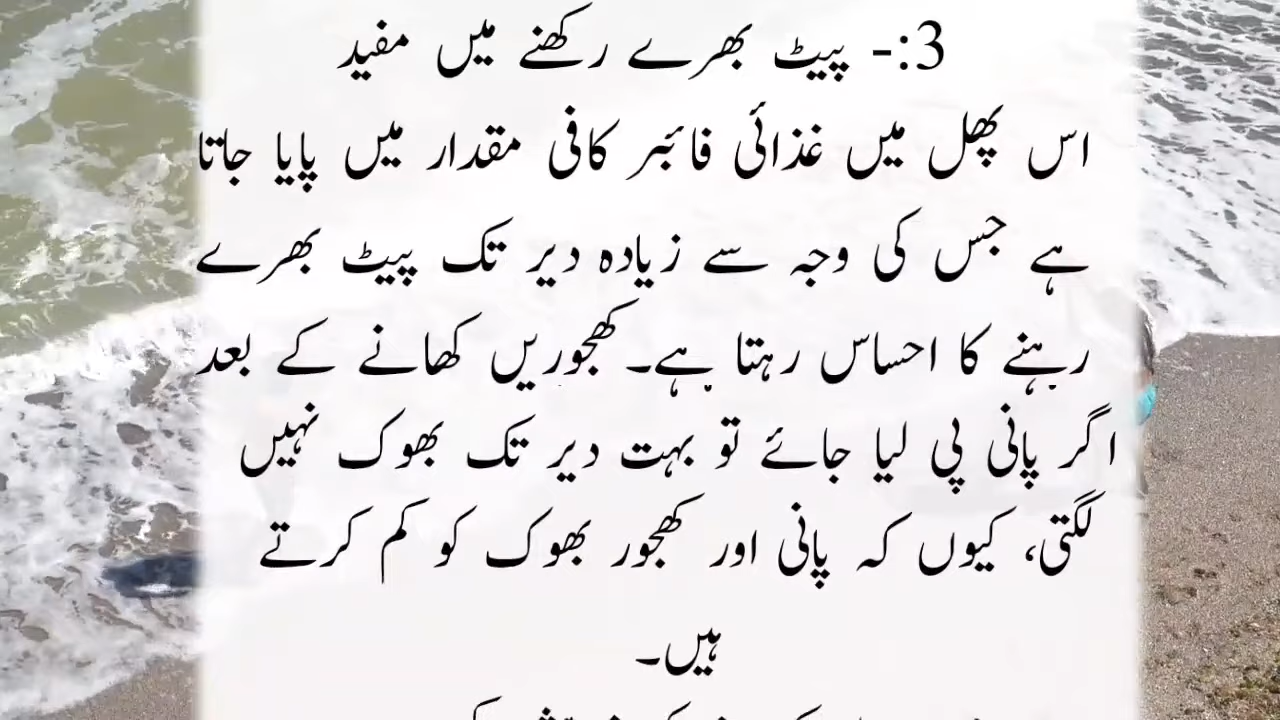 3:- پیٹ بھرے رکھنے میں مفید
اس پھل میں غذائی فائبر کافی مقدار میں پایا جاتا
ہے جس کی وجہ سے زیادہ دیر تک پیٹ بھرے
رہنے کا احساس رہتا ہے۔ کھجوریں کھانے کے بعد
اگر پانی پی لیا جائے تو بہت دیر تک بھوک نہیں
لگتی، کیوں کہ پانی اور کھجور بھوک کو کم کرتے
ہیں۔